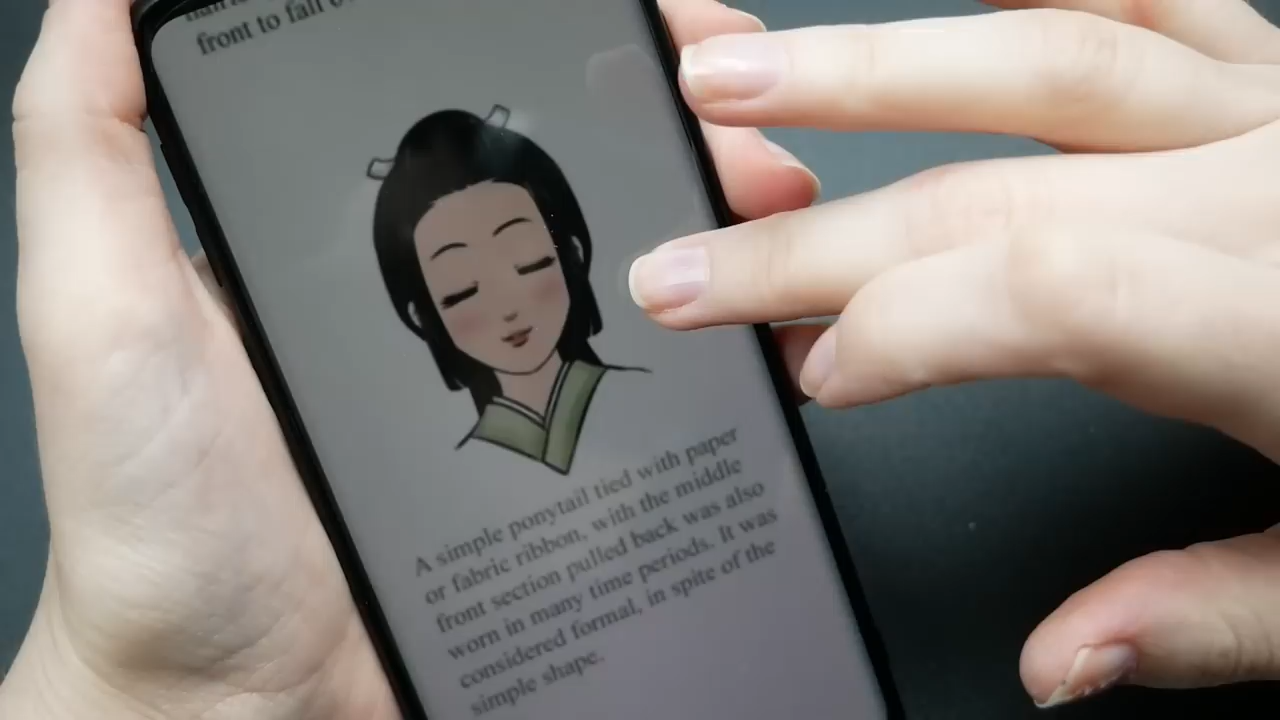 front to fall
A simple ponytail tied with paper
or fabric ribbon, with the middle
front section pulled back was also
worn in many time periods. It was
considered formal, in spite of the
simple shape.